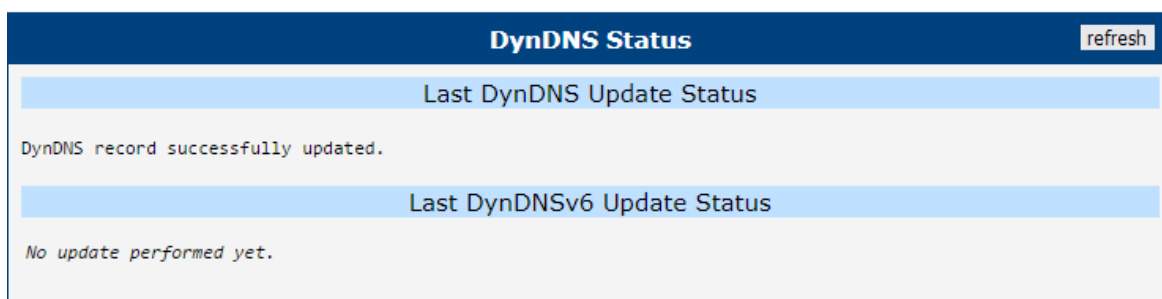 DynDNS Status
refresh
Last DynDNS Update Status
DynDNS record successfully updated.
Last DynDNSv6 Update Status
No update performed yet.